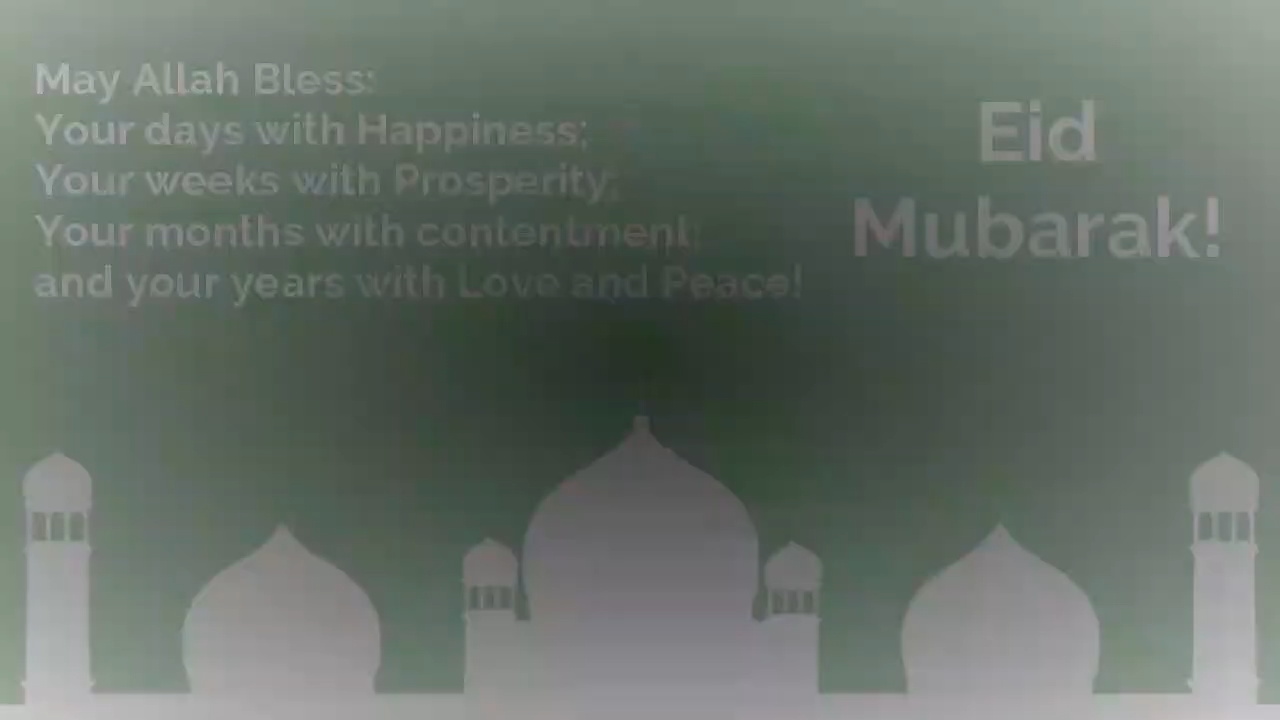 May Allah Bless:
Your days with Happiness;
Your weeks with Prosperity;
Your months with contentment;
and your years with Love and Peace!
Eid
Mubarak!